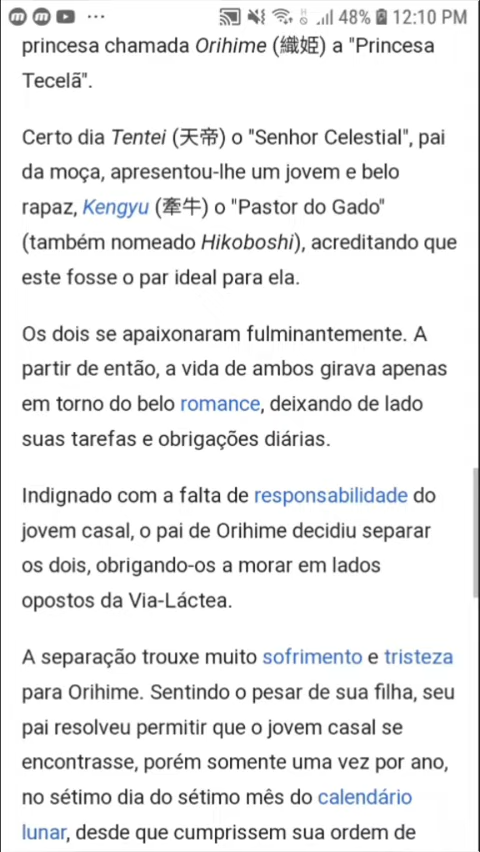 48% 12:10 PM
princesa chamada Orihime (織姫) a "Princesa
Tecelã".
Certo dia Tentei (天帝) o "Senhor Celestial", pai
da moça, apresentou-lhe um jovem e belo
rapaz, Kengyu (牽牛) o "Pastor do Gado"
(também nomeado Hikoboshi), acreditando que
este fosse o par ideal para ela.
Os dois se apaixonaram fulminantemente. A
partir de então, a vida de ambos girava apenas
em torno do belo romance, deixando de lado
suas tarefas e obrigações diárias.
Indignado com a falta de responsabilidade do
jovem casal, o pai de Orihime decidiu separar
os dois, obrigando-os a morar em lados
opostos da Via-Láctea.
A separação trouxe muito sofrimento e tristeza
para Orihime. Sentindo o pesar de sua filha, seu
pai resolveu permitir que o jovem casal se
encontrasse, porém somente uma vez por ano,
no sétimo dia do sétimo mês do calendário
lunar, desde que cumprissem sua ordem de